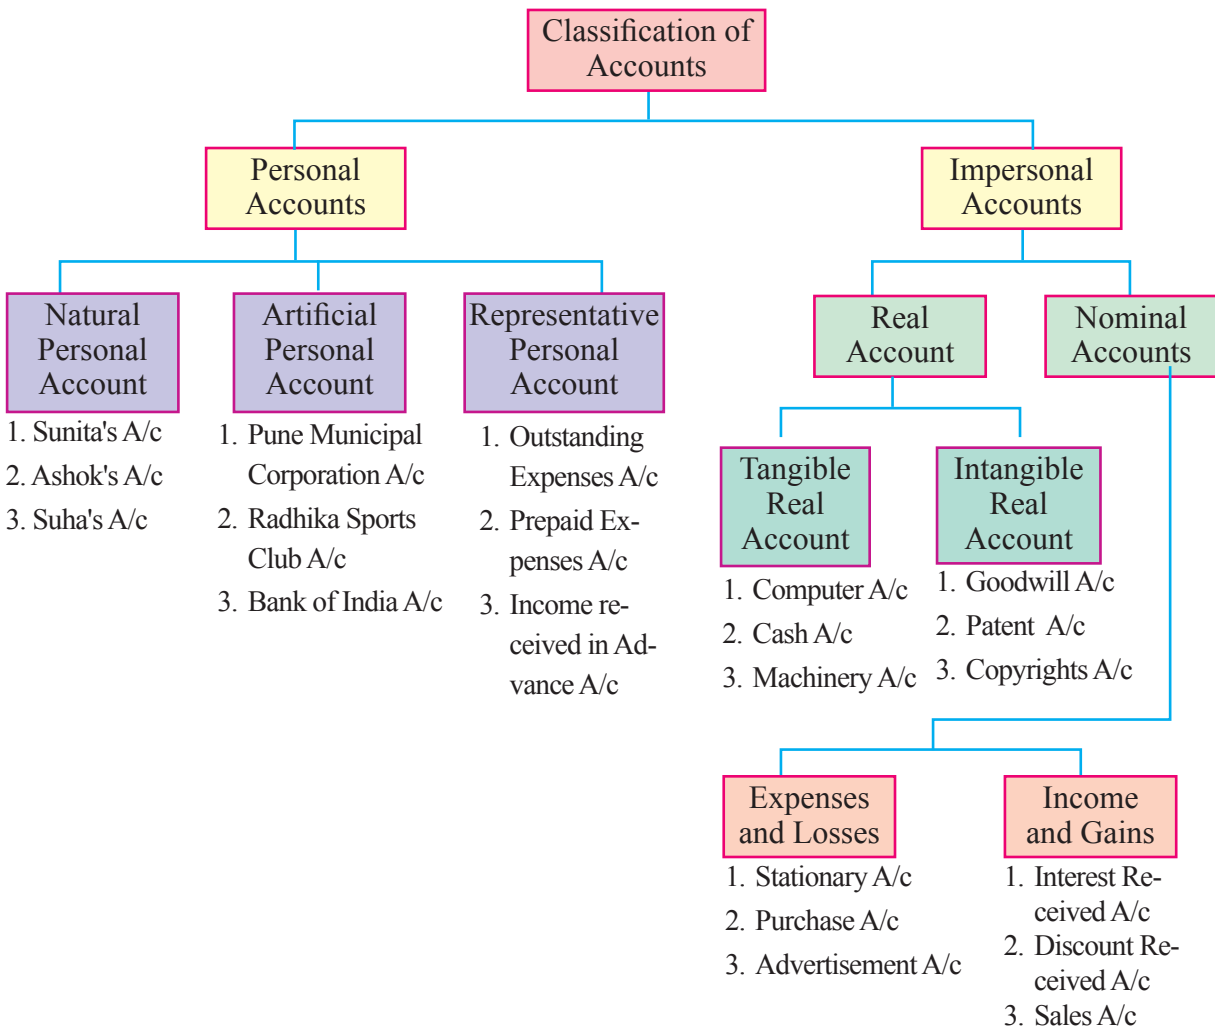 Classification of
Accounts
Personal
Accounts
Impersonal
Accounts
Natural
Personal
Account
1. Sunita's A/c
2. Ashok's A/c
3. Suha's A/c
Artificial
Personal
Account
1. Pune Municipal
Corporation A/c
2. Radhika Sports
Club A/c
3. Bank of India A/c
Representative
Personal
Account
1. Outstanding
Expenses A/c
2. Prepaid Ex-
penses A/c
3. Income re-
ceived in Ad-
vance A/c
Real
Account
Nominal
Accounts
Tangible
Real
Account
1. Computer A/c
2. Cash A/c
3. Machinery A/c
Intangible
Real
Account
1. Goodwill A/c
2. Patent A/c
3. Copyrights A/c
Expenses
and Losses
1. Stationary A/c
2. Purchase A/c
3. Advertisement A/c
Income
and Gains
1. Interest Re-
ceived A/c
2. Discount Re-
ceived A/c
3. Sales A/c